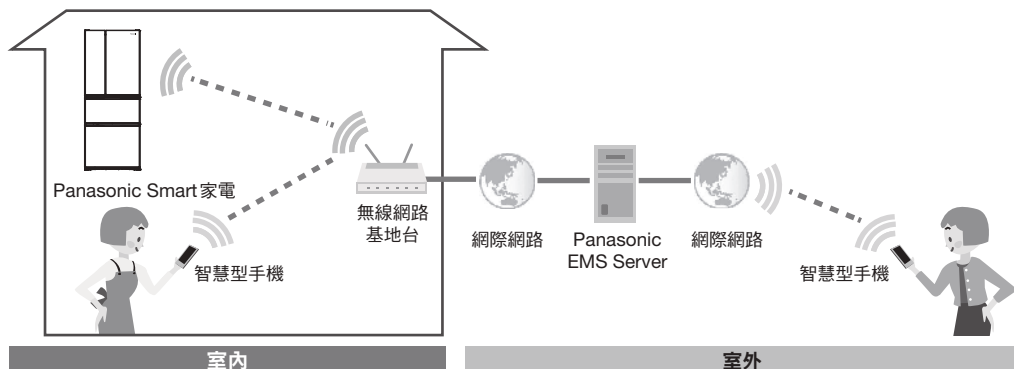 Panasonic Smart家電
無線網路
基地台
智慧型手機
網際網路
Panasonic
EMS Server
網際網路
智慧型手機
室內
室外